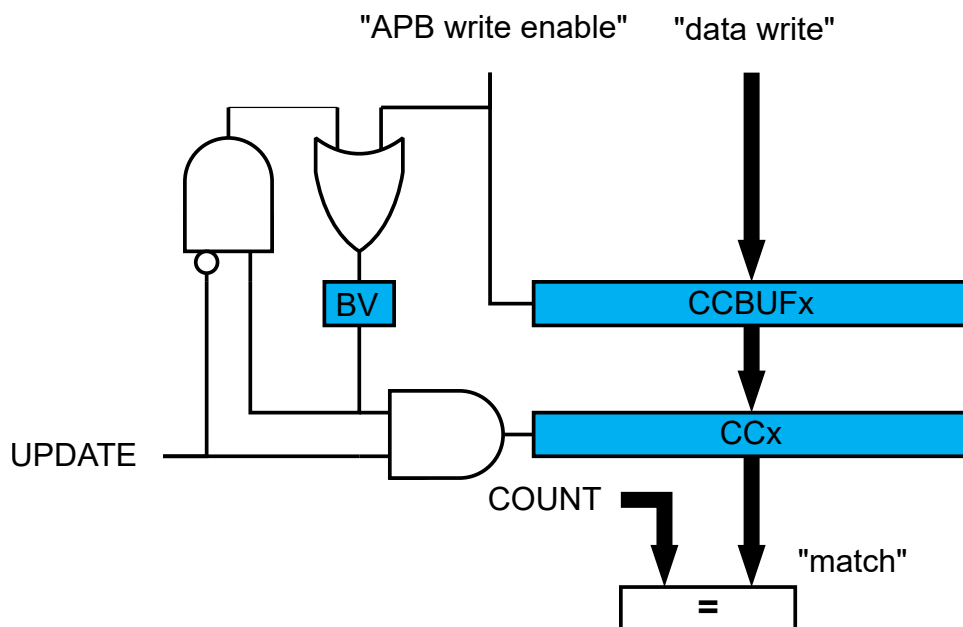 "APB write enable"
"data write"
BV
CCBUFx
UPDATE
CCx
COUNT
"match"
=